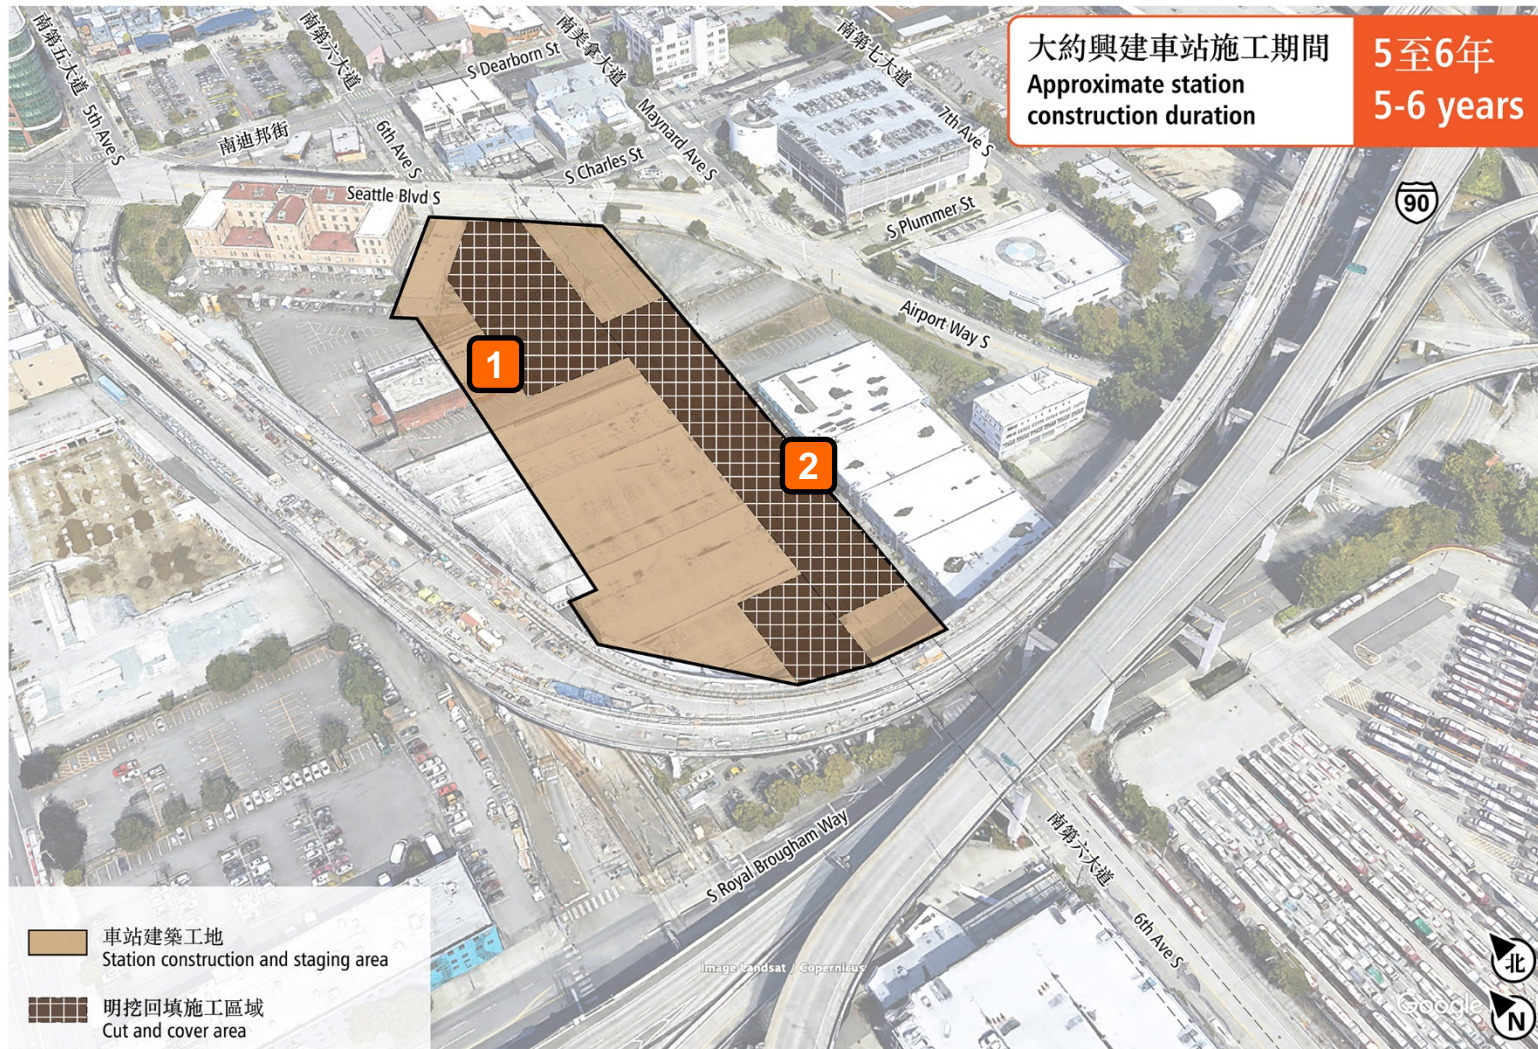 大約興建車站施工期間
Approximate station
construction duration
5至6年
5-6 years
南第五大道
5th Ave S
南第六大道
6th Ave S
南迪邦街
S Dearborn St
南美拿大道
Maynard Ave S
南第七大道
7th Ave S
S Charles St
Seattle Blvd S
S Plummer St
Airport Way S
90
1
2
S Royal Brougham Way
南第六大道
6th Ave S
車站建築工地
Station construction and staging area
明挖回填施工區域
Cut and cover area
Image Landsat / Copernicus
Google
北
N